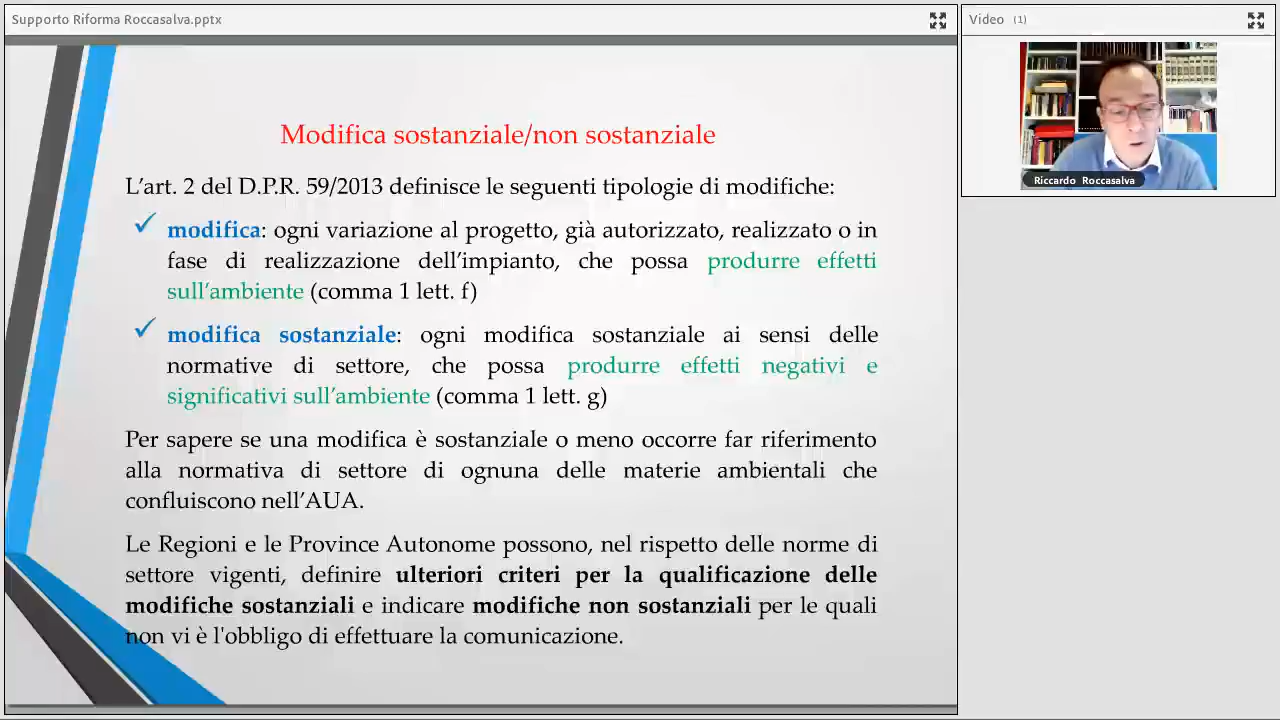 Supporto Riforma Roccasalva.pptx
Video (1)
Riccardo Roccasalva
Modifica sostanziale/non sostanziale
L’art. 2 del D.P.R. 59/2013 definisce le seguenti tipologie di modifiche:
modifica: ogni variazione al progetto, già autorizzato, realizzato o in
fase di realizzazione dell’impianto, che possa produrre effetti
sull’ambiente (comma 1 lett. f)
modifica sostanziale: ogni modifica sostanziale ai sensi delle
normative di settore, che possa produrre effetti negativi e
significativi sull’ambiente (comma 1 lett. g)
Per sapere se una modifica è sostanziale o meno occorre far riferimento
alla normativa di settore di ognuna delle materie ambientali che
confluiscono nell’AUA.
Le Regioni e le Province Autonome possono, nel rispetto delle norme di
settore vigenti, definire ulteriori criteri per la qualificazione delle
modifiche sostanziali e indicare modifiche non sostanziali per le quali
non vi è l'obbligo di effettuare la comunicazione.